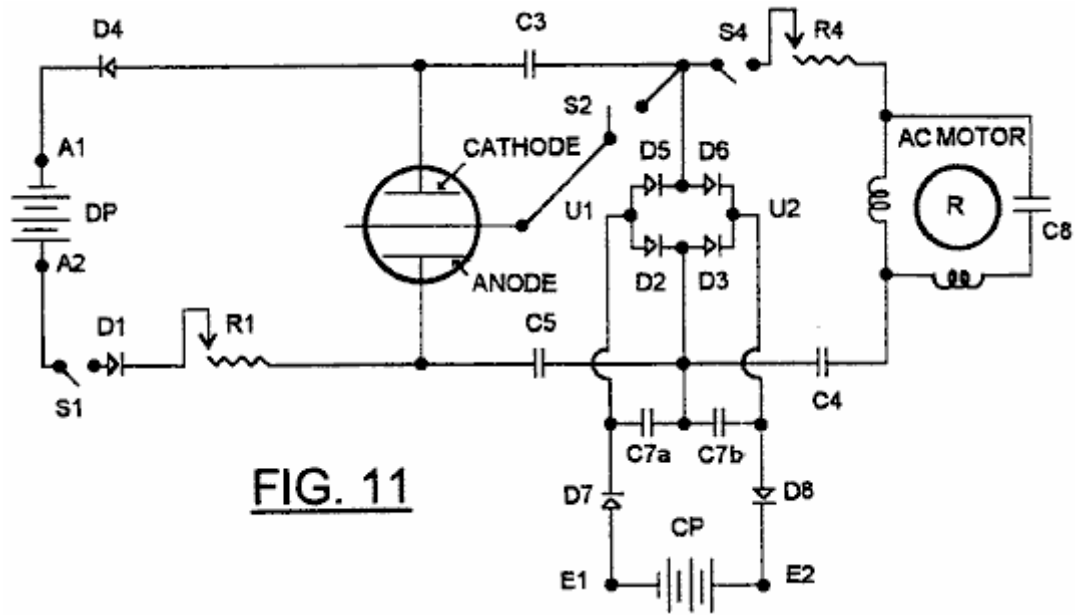 C3
S4
R4
D4
S2
A1
CATHODE
D5
D6
AC MOTOR
DP
U1
U2
R
C8
A2
ANODE
D2
D3
D1
R1
C5
S1
C4
C7a
C7b
FIG. 11
D7
D8
CP
E1
E2